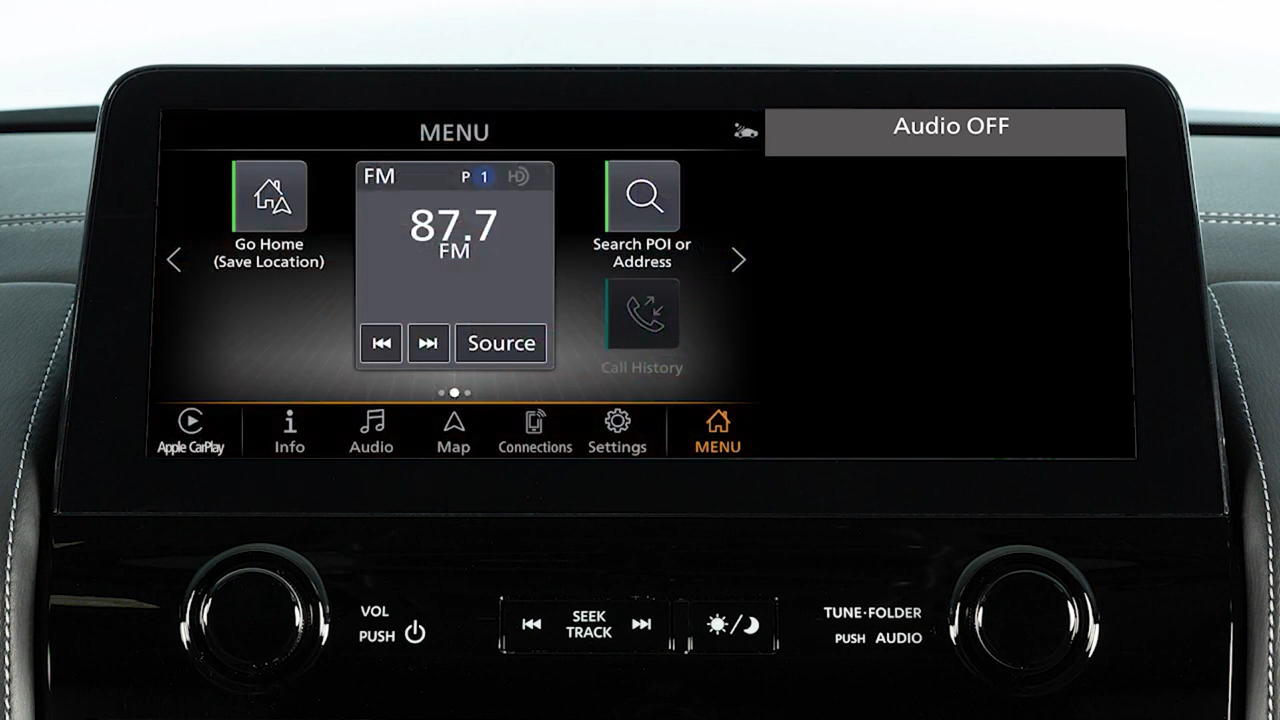 MENU
Audio OFF
FM P 1 HD
87.7
FM
Go Home
(Save Location)
Search POI or
Address
Source
Call History
Apple CarPlay
Info
Audio
Map
Connections
Settings
MENU
VOL
PUSH
SEEK
TRACK
TUNE·FOLDER
PUSH AUDIO